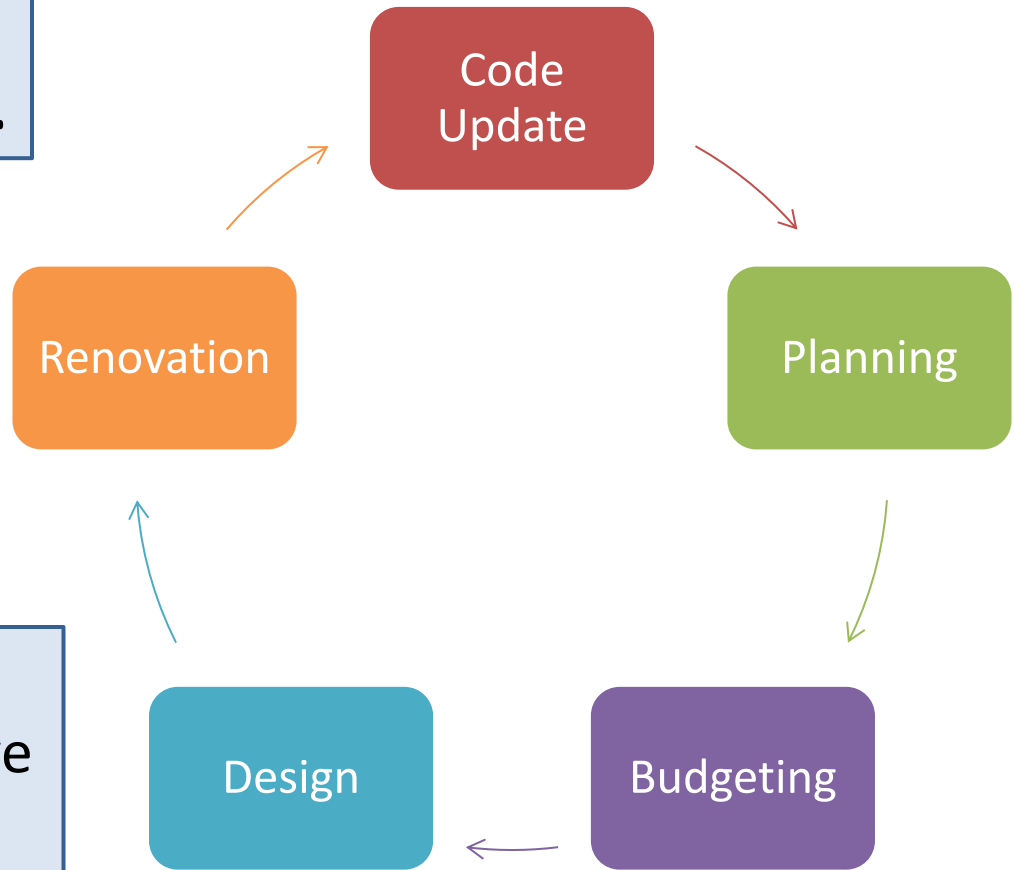 Code
Update
Renovation
Planning
Design
Budgeting